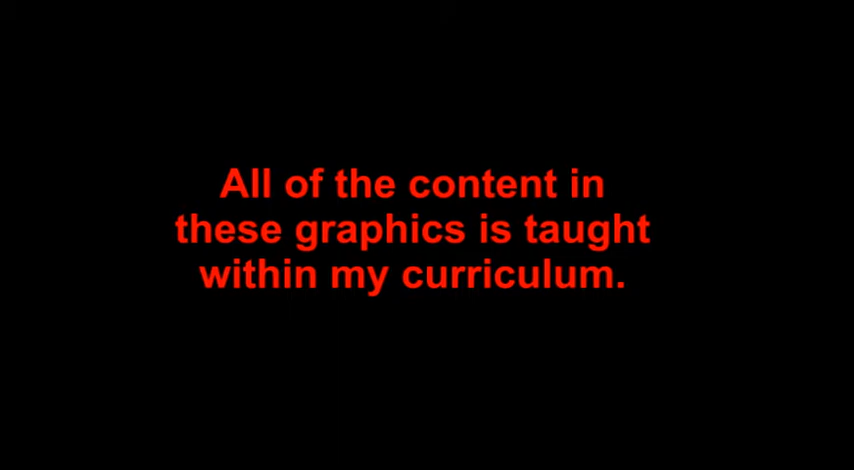 All of the content in
these graphics is taught
within my curriculum.